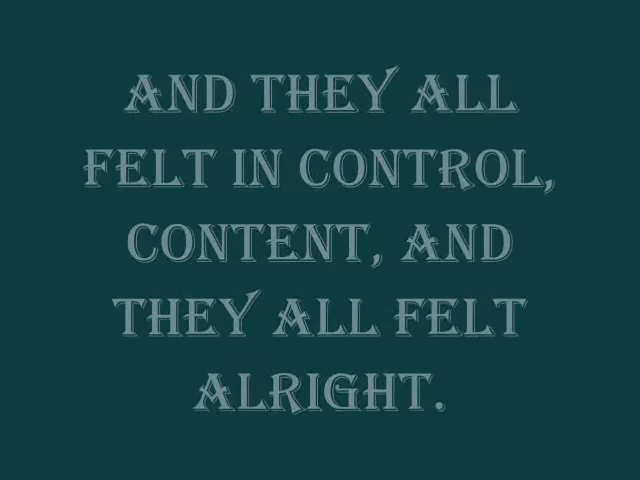 AND THEY ALL
FELT IN CONTROL,
CONTENT, AND
THEY ALL FELT
ALRIGHT.